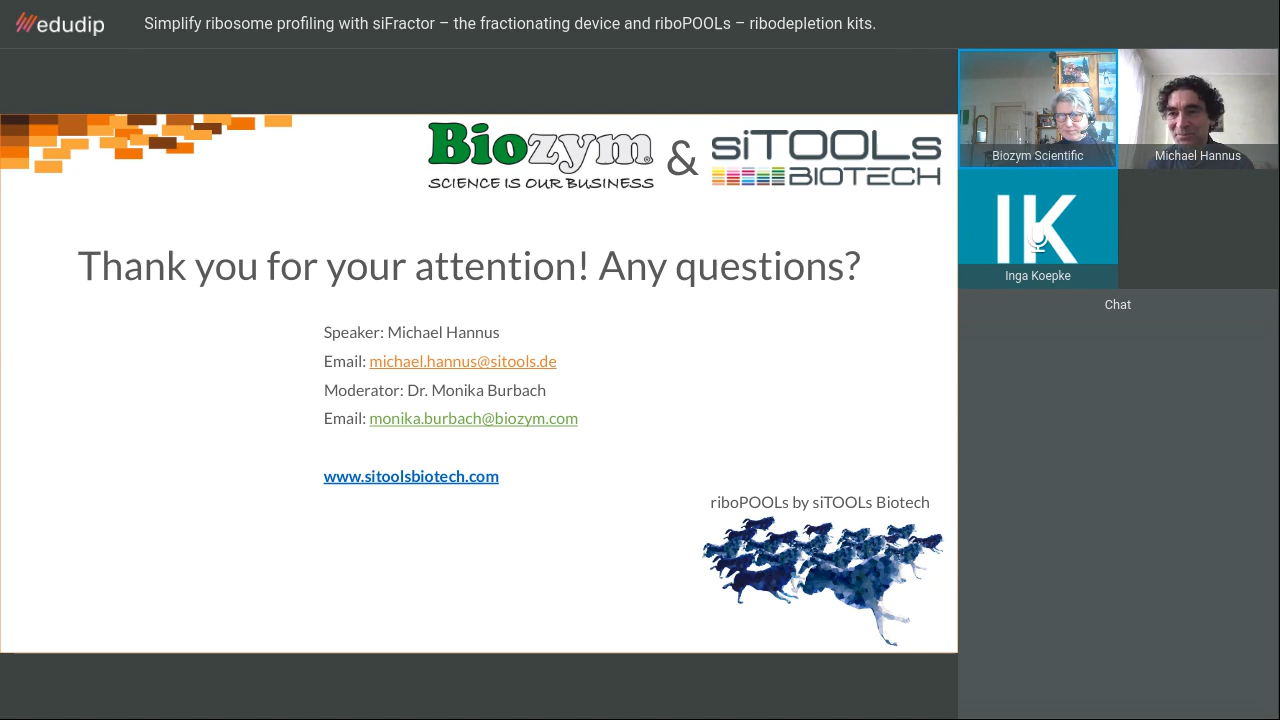 edudip
Simplify ribosome profiling with siFractor – the fractionating device and riboPOOLs – ribodepletion kits.
Biozym®
SCIENCE IS OUR BUSINESS
&
siTOOLs
BIOTECH
Thank you for your attention! Any questions?
Speaker: Michael Hannus
Email: michael.hannus@sitools.de
Moderator: Dr. Monika Burbach
Email: monika.burbach@biozym.com
www.sitoolsbiotech.com
riboPOOLs by siTOOLs Biotech
Biozym Scientific
Michael Hannus
IK
Inga Koepke
Chat